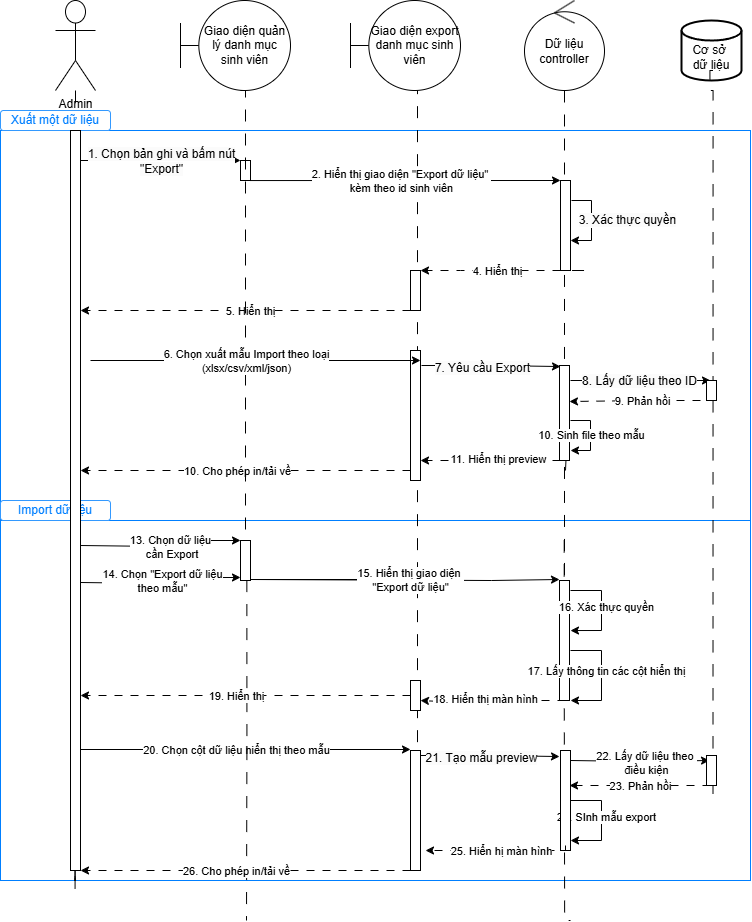 Giao diện quản
lý danh mục
sinh viên
Giao diện export
danh mục sinh
viên
Dữ liệu
controller
Cơ sở
dữ liệu
Admin
Xuất một dữ liệu
1. Chọn bản ghi và bấm nút
"Export"
2. Hiển thị giao diện "Export dữ liệu"
kèm theo id sinh viên
3. Xác thực quyền
4. Hiển thị
5. Hiển thị
6. Chọn xuất mẫu Import theo loại
(xlsx/csv/xml/json)
7. Yêu cầu Export
8. Lấy dữ liệu theo ID
9. Phản hồi
10. Sinh file theo mẫu
11. Hiển thị preview
10. Cho phép in/tải về
Import dữ liệu
13. Chọn dữ liệu
cần Export
14. Chọn "Export dữ liệu
theo mẫu"
15. Hiển thị giao diện
"Export dữ liệu"
16. Xác thực quyền
17. Lấy thông tin các cột hiển thị
18. Hiển thị màn hình
19. Hiển thị
20. Chọn cột dữ liệu hiển thị theo mẫu
21. Tạo mẫu preview
22. Lấy dữ liệu theo
điều kiện
23. Phản hồi
SInh mẫu export
25. Hiển hị màn hình
26. Cho phép in/tải về